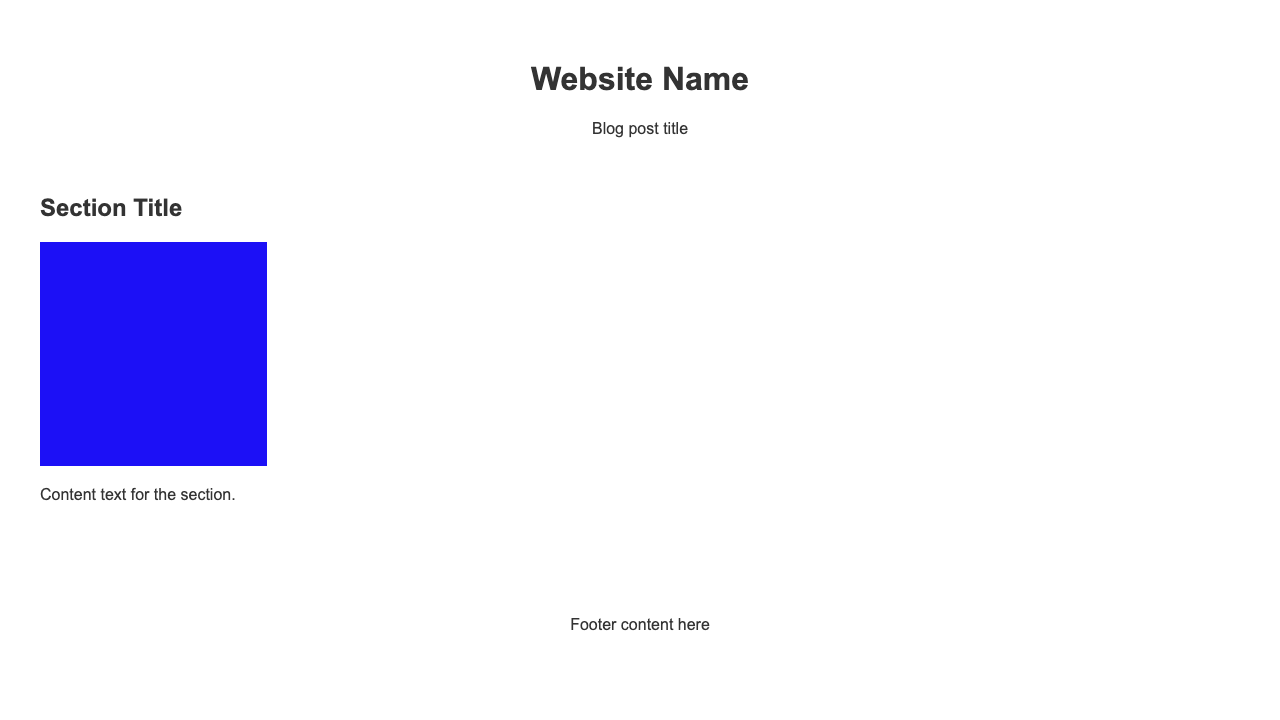 Website Name
Blog post title
Section Title
Content text for the section.
Footer content here